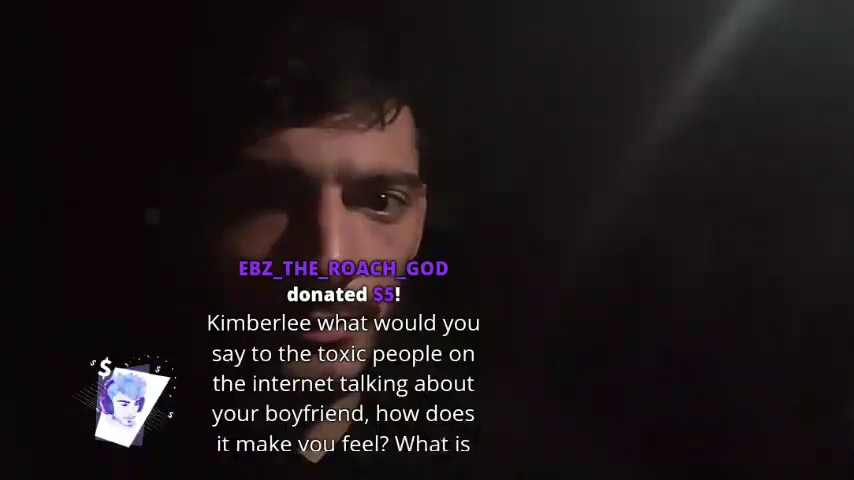 EBZ_THE_ROACH_GOD
donated $5!
Kimberlee what would you
say to the toxic people on
the internet talking about
your boyfriend, how does
it make you feel? What is